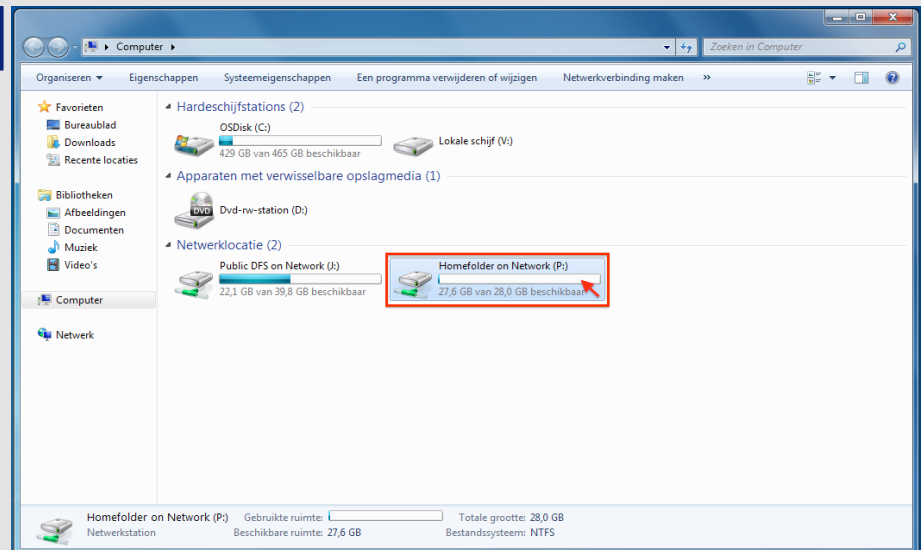 Computer
Zoeken in Computer
Organiseren Eigenschappen Systeemeigenschappen Een programma verwijderen of wijzigen Netwerkverbinding maken »
Favorieten
Bureaublad
Downloads
Recente locaties
Bibliotheken
Afbeeldingen
Documenten
Muziek
Video's
Computer
Netwerk
Hardeschijfstations (2)
OSDisk (C:)
429 GB van 465 GB beschikbaar
Lokale schijf (V:)
Apparaten met verwisselbare opslagmedia (1)
DVD
Dvd-rw-station (D:)
Netwerklocatie (2)
Public DFS on Network (J:)
22,1 GB van 39,8 GB beschikbaar
Homefolder on Network (P:)
27,6 GB van 28,0 GB beschikbaar
Homefolder on Network (P:) Gebruikte ruimte: Totale grootte: 28,0 GB
Netwerkstation Beschikbare ruimte: 27,6 GB Bestandssysteem: NTFS